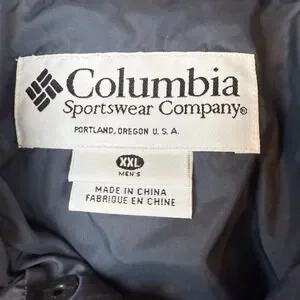 Columbia
Sportswear Company®
PORTLAND, OREGON U.S.A.
XXL
MEN'S
MADE IN CHINA
FABRIQUE EN CHINE